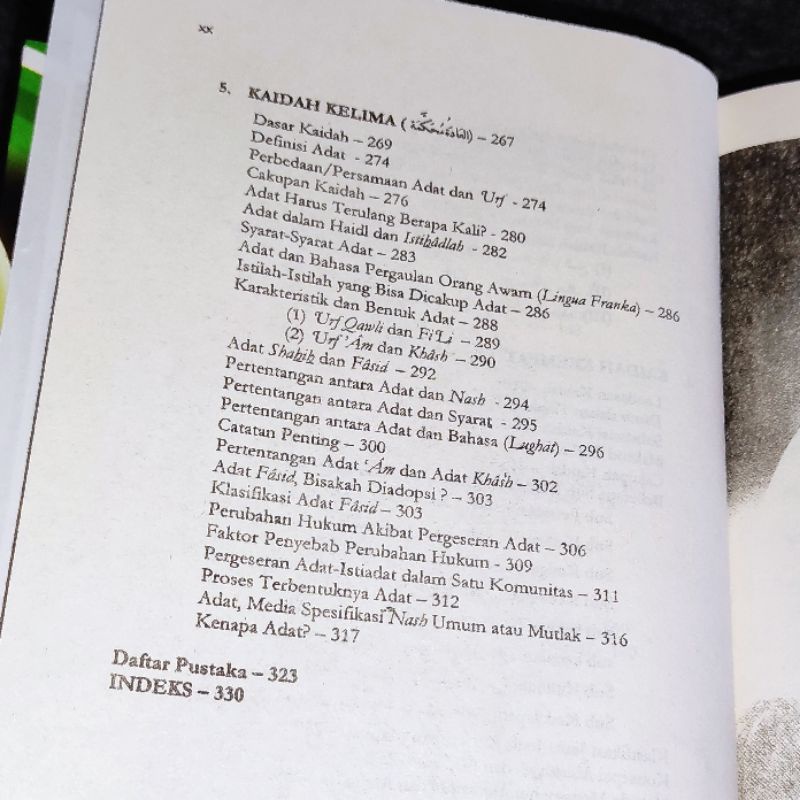 xx
5. KAIDAH KELIMA (العَادَةُ مُحَكَّمَةٌ) – 267
Dasar Kaidah – 269
Definisi Adat - 274
Perbedaan/Persamaan Adat dan 'Urf - 274
Cakupan Kaidah – 276
Adat Harus Terulang Berapa Kali? - 280
Adat dalam Haidl dan Istihâdlah - 282
Syarat-Syarat Adat – 283
Adat dan Bahasa Pergaulan Orang Awam (Lingua Franka) – 286
Istilah-Istilah yang Bisa Dicakup Adat – 286
Karakteristik dan Bentuk Adat – 288
(1) 'Urf Qawli dan Fi'Li – 289
(2) 'Urf 'Âm dan Khâsh – 290
Adat Shahih dan Fâsid – 292
Pertentangan antara Adat dan Nash - 294
Pertentangan antara Adat dan Syarat - 295
Pertentangan antara Adat dan Bahasa (Lughat) – 296
Catatan Penting – 300
Pertentangan Adat 'Âm dan Adat Khâsh – 302
Adat Fâsid, Bisakah Diadopsi ? – 303
Klasifikasi Adat Fâsid – 303
Perubahan Hukum Akibat Pergeseran Adat – 306
Faktor Penyebab Perubahan Hukum - 309
Pergeseran Adat-Istiadat dalam Satu Komunitas – 311
Proses Terbentuknya Adat – 312
Adat, Media Spesifikasi Nash Umum atau Mutlak – 316
Kenapa Adat? – 317
Daftar Pustaka – 323
INDEKS – 330